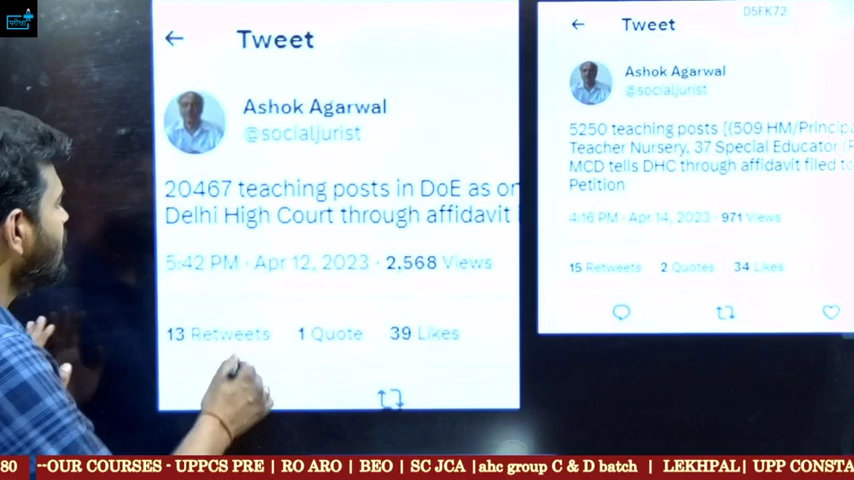 परीक्षा
Tweet
Ashok Agarwal
@socialjurist
20467 teaching posts in DoE as on
Delhi High Court through affidavit
5:42 PM · Apr 12, 2023 · 2,568 Views
13 Retweets 1 Quote 39 Likes
D5FK72
Tweet
Ashok Agarwal
@socialjurist
5250 teaching posts [(509 HM/Principa
Teacher Nursery, 37 Special Educator
MCD tells DHC through affidavit filed to
Petition
4:16 PM · Apr 14, 2023 · 971 Views
15 Retweets 2 Quotes 34 Likes
80 --OUR COURSES - UPPCS PRE | RO ARO | BEO | SC JCA |ahc group C & D batch | LEKHPAL| UPP CONSTA